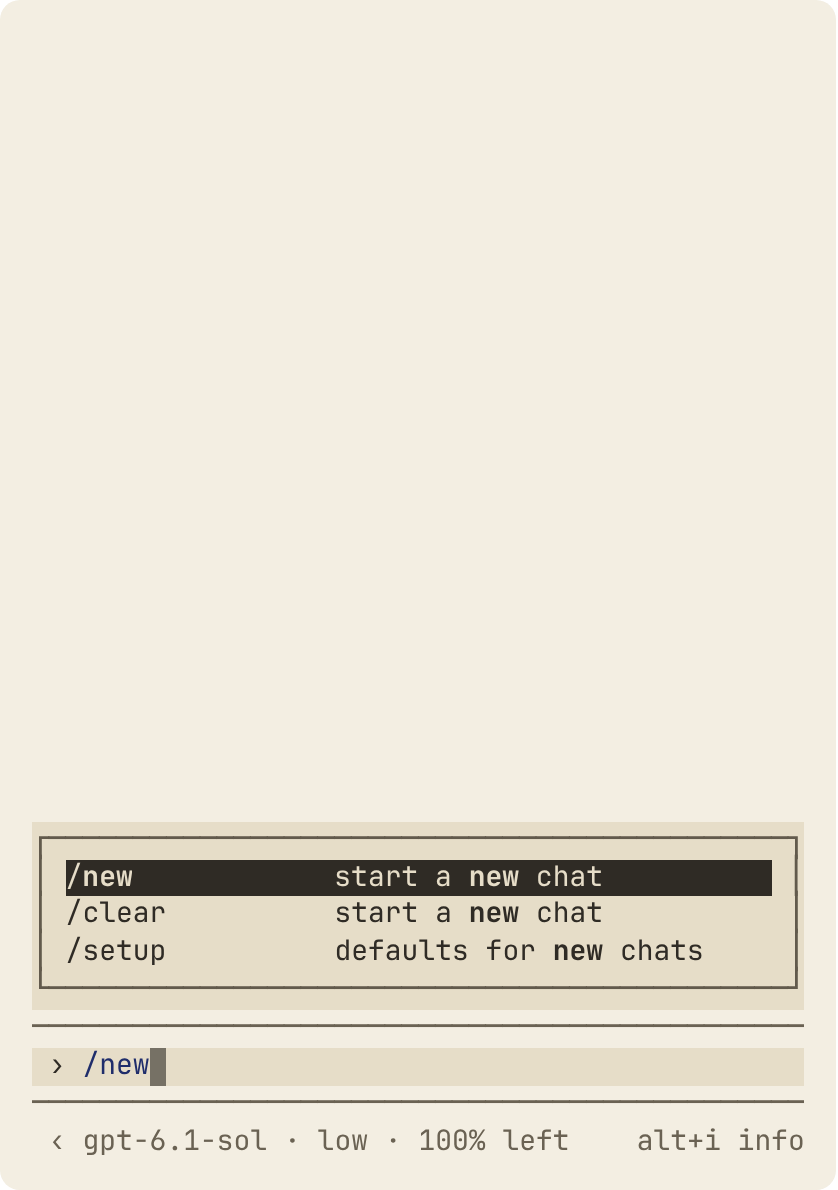 /new start a new chat
/clear start a new chat
/setup defaults for new chats
› /new
‹ gpt-6.1-sol · low · 100% left alt+i info